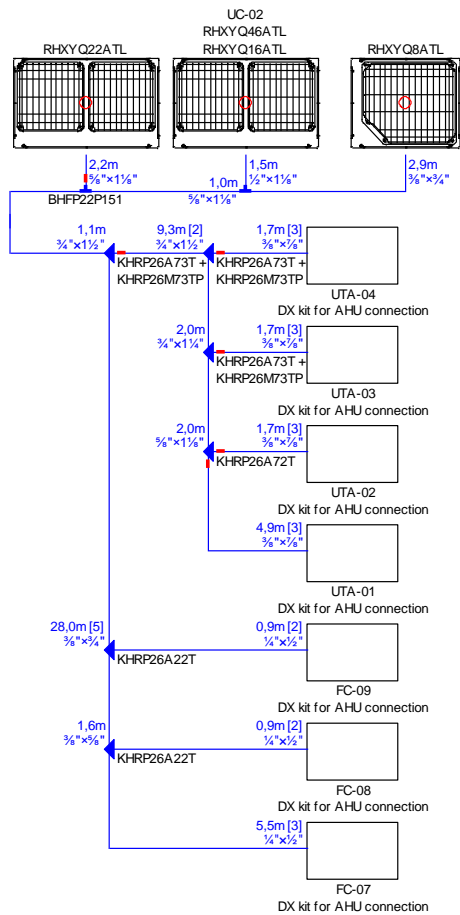 UC-02
RHXYQ46ATL
RHXYQ22ATL
RHXYQ16ATL
RHXYQ8ATL
2,2m
⅝"×1⅛"
1,5m
½"×1⅛"
2,9m
⅜"×¾"
1,0m
⅝"×1⅛"
BHFP22P151
1,1m
¾"×1½"
9,3m [2]
¾"×1½"
1,7m [3]
⅜"×⅞"
KHRP26A73T +
KHRP26M73TP
KHRP26A73T +
KHRP26M73TP
UTA-04
DX kit for AHU connection
2,0m
¾"×1¼"
1,7m [3]
⅜"×⅞"
KHRP26A73T +
KHRP26M73TP
UTA-03
DX kit for AHU connection
2,0m
⅝"×1⅛"
1,7m [3]
⅜"×⅞"
KHRP26A72T
UTA-02
DX kit for AHU connection
4,9m [3]
⅜"×⅞"
UTA-01
DX kit for AHU connection
28,0m [5]
⅜"×¾"
0,9m [2]
¼"×½"
KHRP26A22T
FC-09
DX kit for AHU connection
1,6m
⅜"×⅝"
0,9m [2]
¼"×½"
KHRP26A22T
FC-08
DX kit for AHU connection
5,5m [3]
¼"×½"
FC-07
DX kit for AHU connection